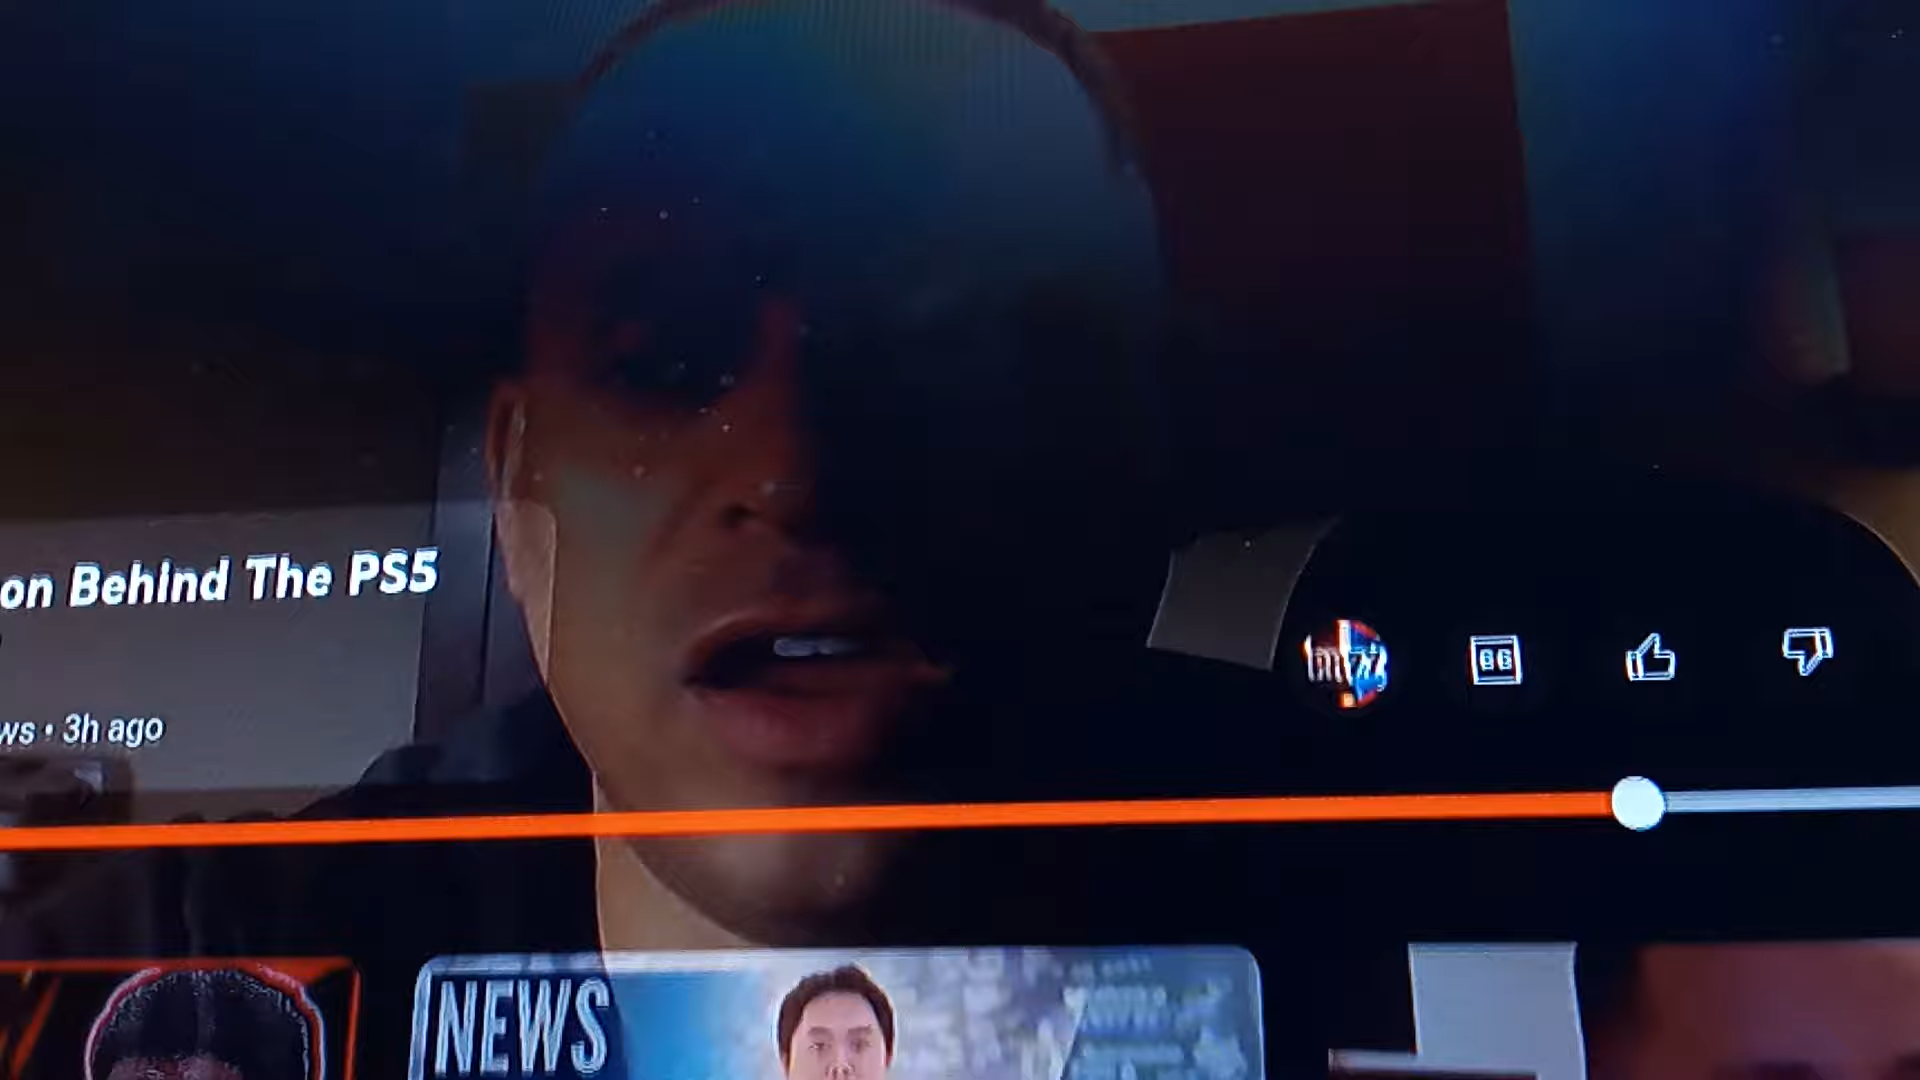 on Behind The PS5
ws • 3h ago
NEWS